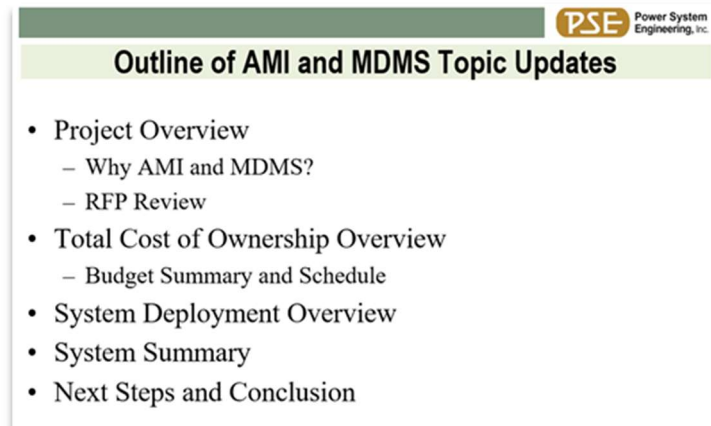 PSE Power System
Engineering, Inc.
Outline of AMI and MDMS Topic Updates
• Project Overview
– Why AMI and MDMS?
– RFP Review
• Total Cost of Ownership Overview
– Budget Summary and Schedule
• System Deployment Overview
• System Summary
• Next Steps and Conclusion